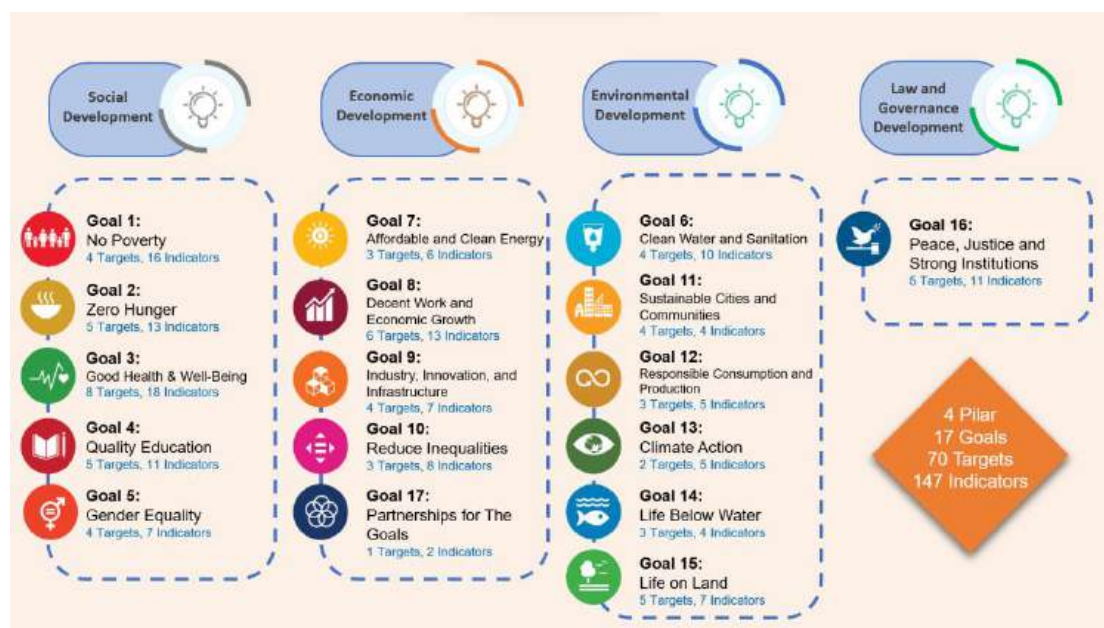 Social
Development
Goal 1:
No Poverty
4 Targets, 16 Indicators
Goal 2:
Zero Hunger
5 Targets, 13 Indicators
Goal 3:
Good Health & Well-Being
8 Targets, 18 Indicators
Goal 4:
Quality Education
5 Targets, 11 Indicators
Goal 5:
Gender Equality
4 Targets, 7 Indicators
Economic
Development
Goal 7:
Affordable and Clean Energy
3 Targets, 6 Indicators
Goal 8:
Decent Work and
Economic Growth
6 Targets, 13 Indicators
Goal 9:
Industry, Innovation, and
Infrastructure
4 Targets, 7 Indicators
Goal 10:
Reduce Inequalities
3 Targets, 8 Indicators
Goal 17:
Partnerships for The
Goals
1 Targets, 2 Indicators
Environmental
Development
Goal 6:
Clean Water and Sanitation
4 Targets, 10 Indicators
Goal 11:
Sustainable Cities and
Communities
4 Targets, 4 Indicators
Goal 12:
Responsible Consumption and
Production
3 Targets, 5 Indicators
Goal 13:
Climate Action
2 Targets, 5 Indicators
Goal 14:
Life Below Water
3 Targets, 4 Indicators
Goal 15:
Life on Land
5 Targets, 7 Indicators
Law and
Governance
Development
Goal 16:
Peace, Justice and
Strong Institutions
5 Targets, 11 Indicators
4 Pilar
17 Goals
70 Targets
147 Indicators